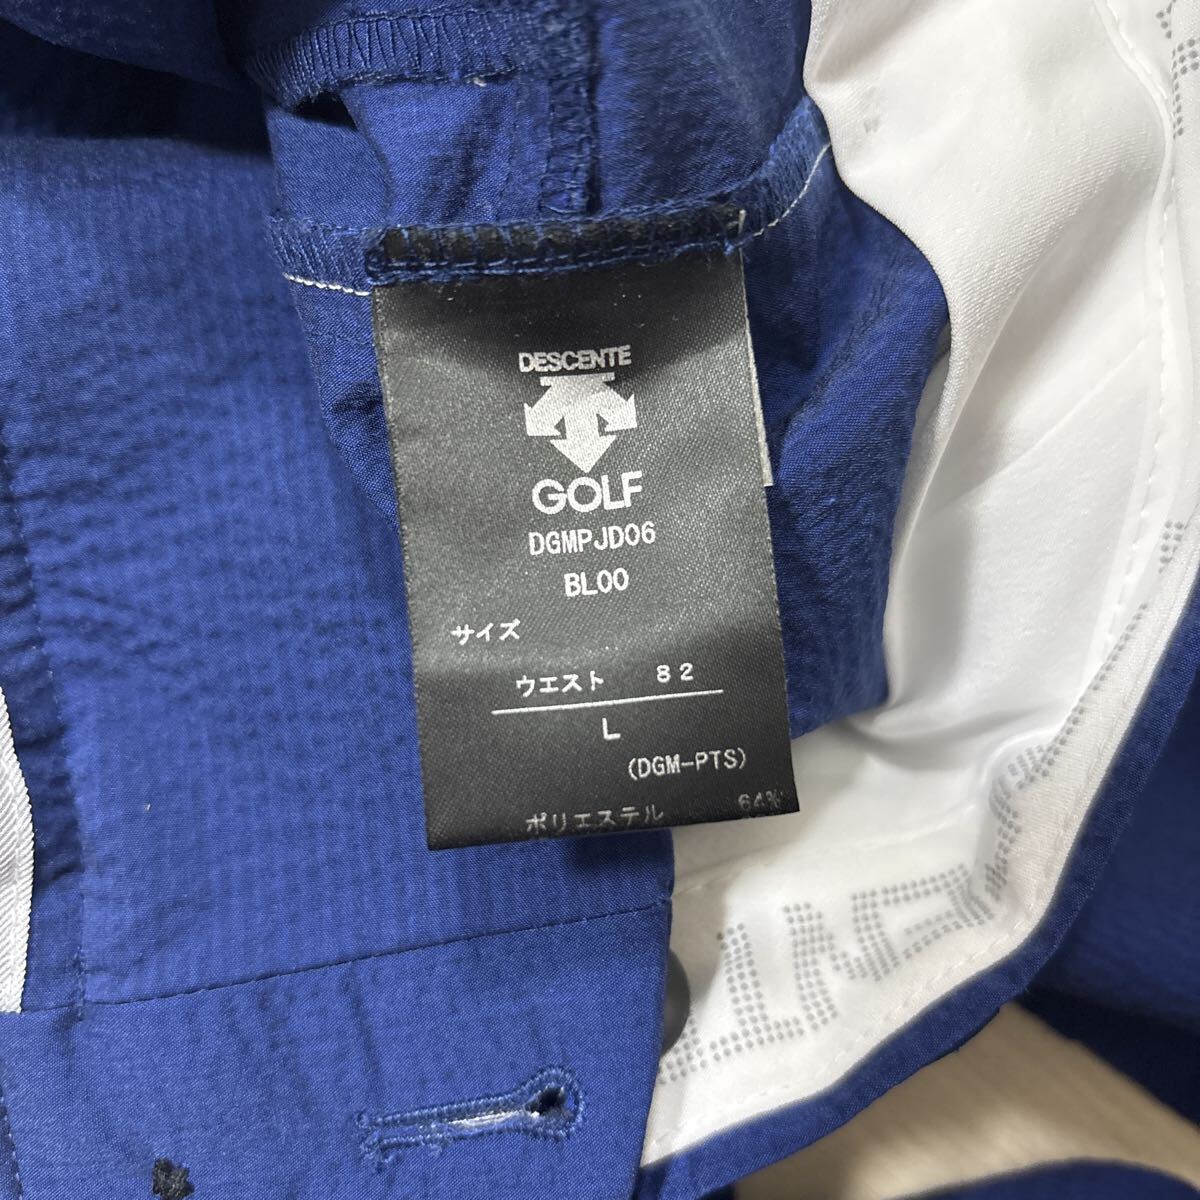 DESCENTE
GOLF
DGMPJD06
BL00
サイズ
ウエスト 82
L
(DGM-PTS)
ポリエステル 64%